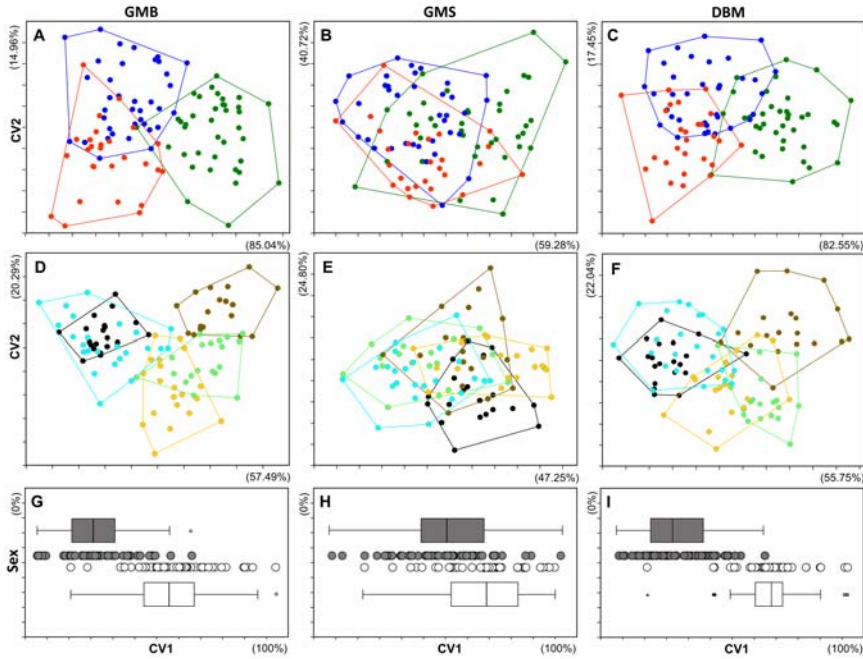 GMB GMS DBM
A B C
(14.96%) (40.72%) (17.45%)
CV2
(85.04%) (59.28%) (82.55%)
D E F
(20.29%) (24.80%) (22.04%)
CV2
(57.49%) (47.25%) (55.75%)
G H I
(0%) (0%) (0%)
Sex
CV1 (100%) CV1 (100%) CV1 (100%)